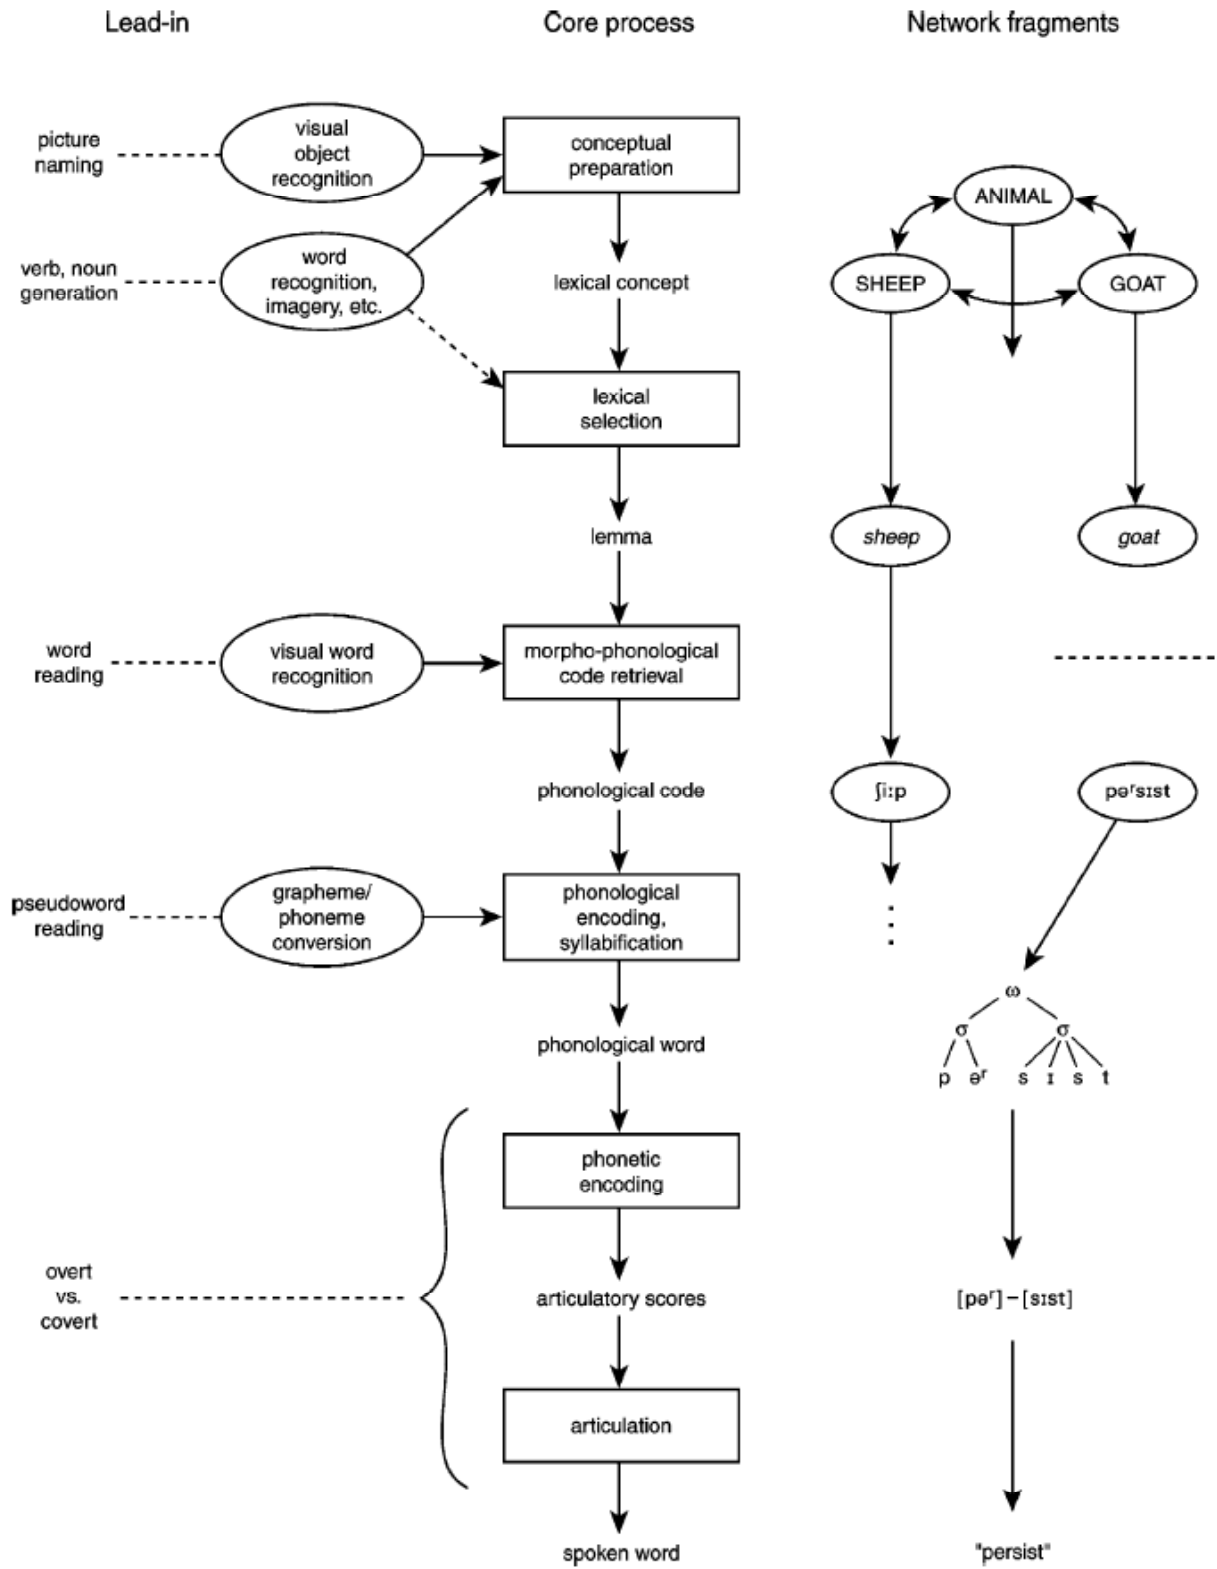 Lead-in
Core process
Network fragments
picture
naming
visual
object
recognition
conceptual
preparation
ANIMAL
verb, noun
generation
word
recognition,
imagery, etc.
lexical concept
SHEEP
GOAT
lexical
selection
lemma
sheep
goat
word
reading
visual word
recognition
morpho-phonological
code retrieval
phonological code
ʃiːp
pəʳsɪst
pseudoword
reading
grapheme/
phoneme
conversion
phonological
encoding,
syllabification
ω
σ σ
p əʳ s ɪ s t
phonological word
phonetic
encoding
overt
vs.
covert
articulatory scores
[pəʳ]–[sɪst]
articulation
spoken word
"persist"